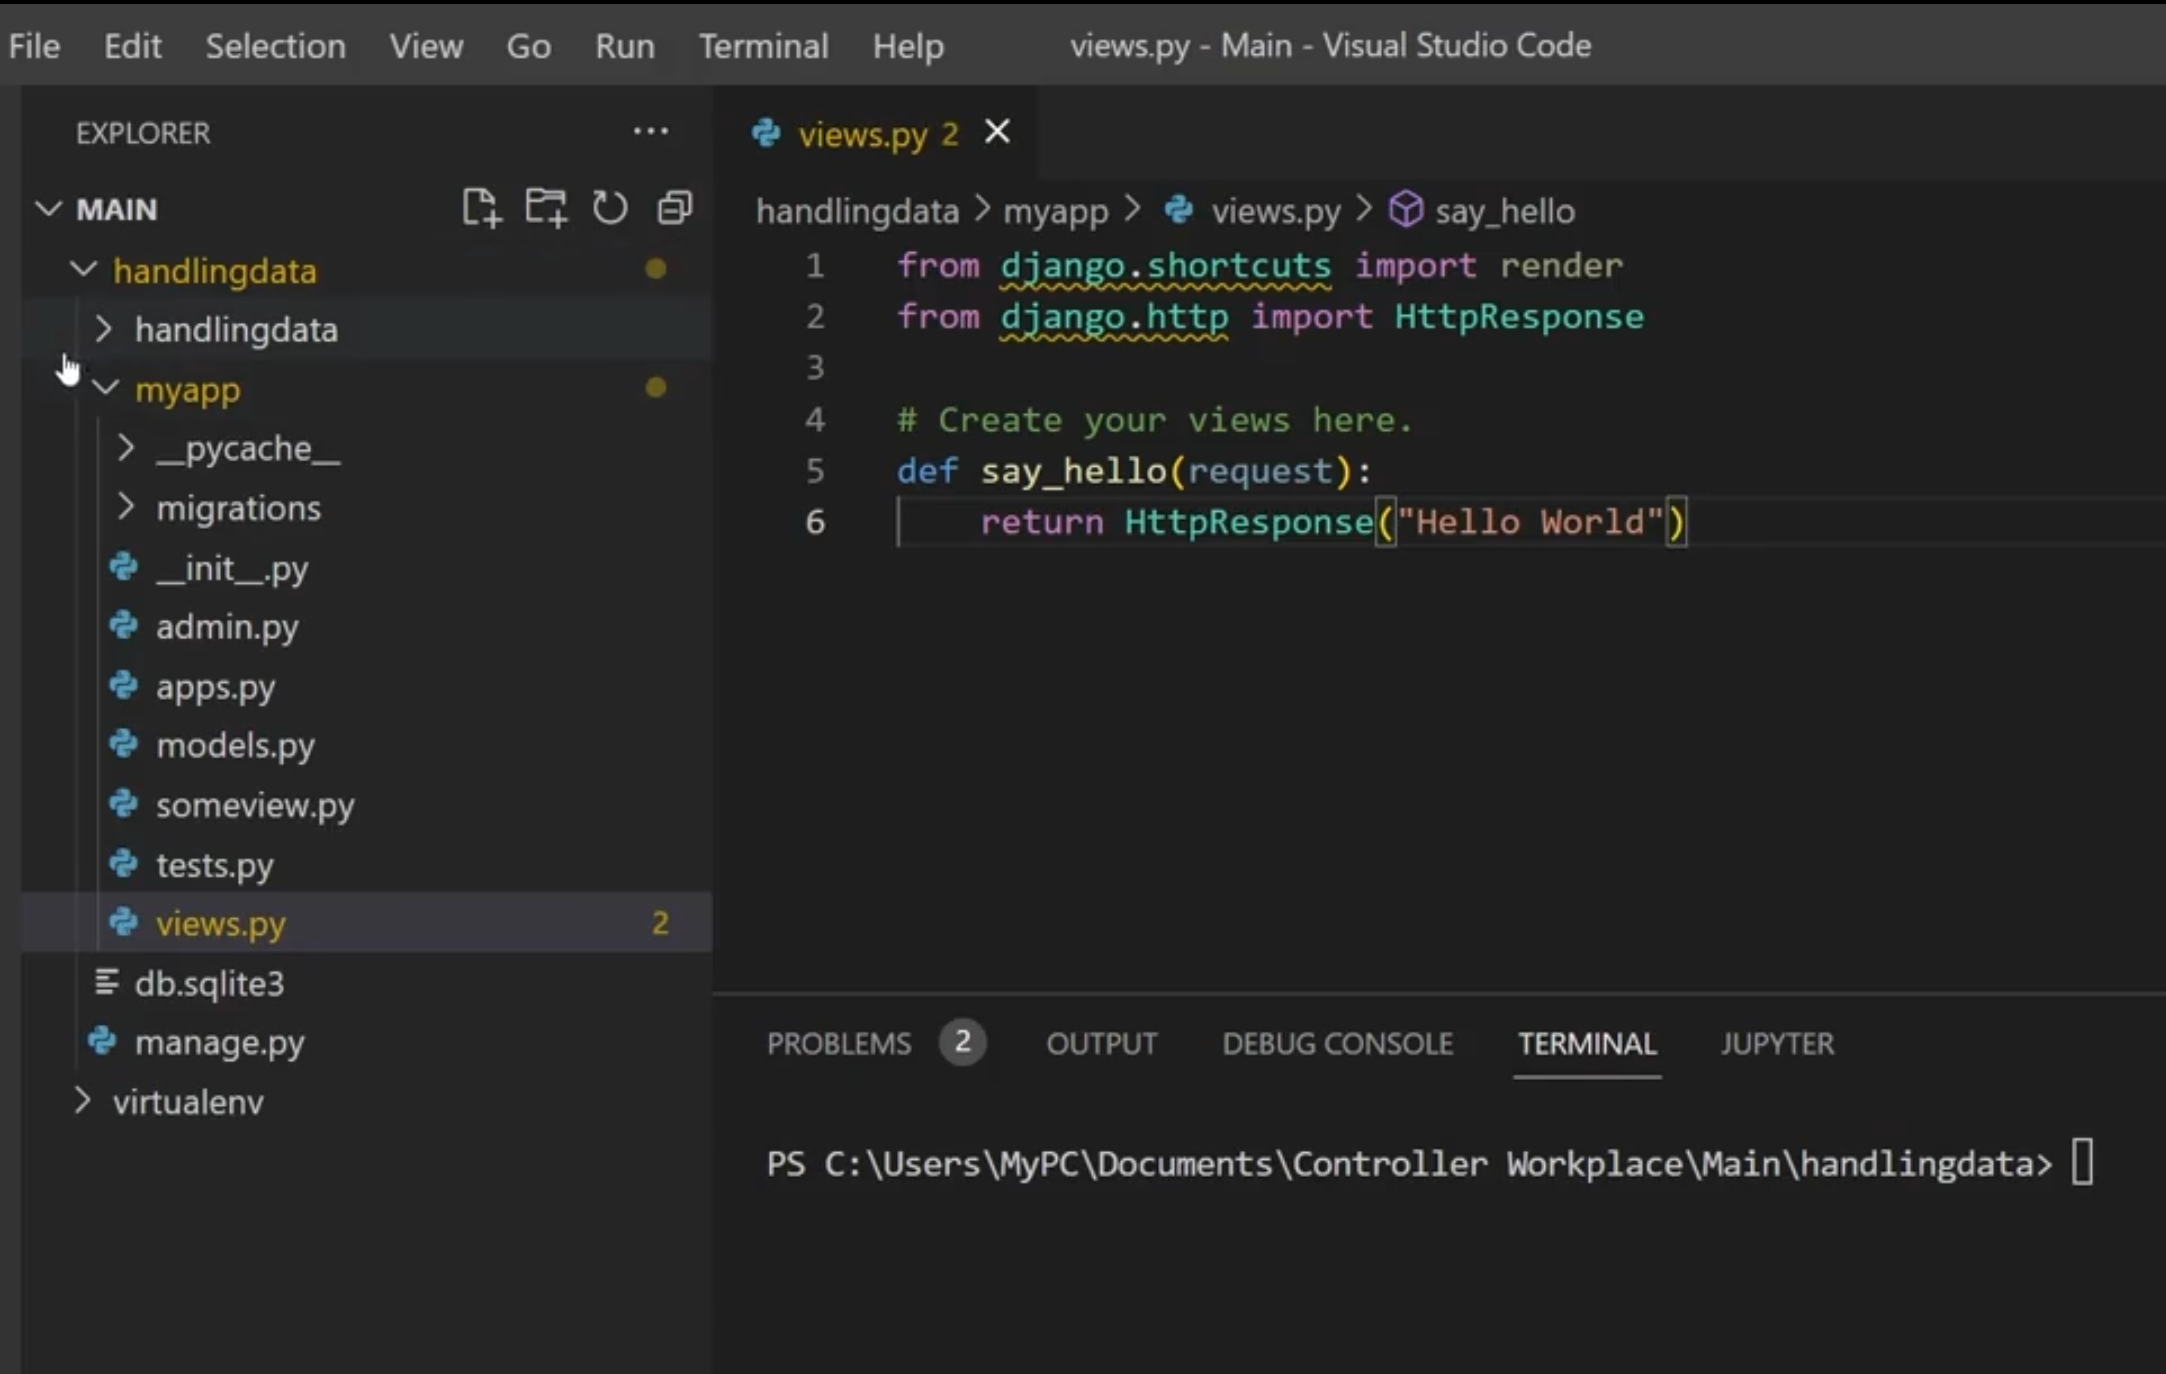 File Edit Selection View Go Run Terminal Help views.py - Main - Visual Studio Code
EXPLORER
MAIN
handlingdata
handlingdata
myapp
__pycache__
migrations
__init__.py
admin.py
apps.py
models.py
someview.py
tests.py
views.py 2
db.sqlite3
manage.py
virtualenv
views.py 2
handlingdata > myapp > views.py > say_hello
1 from django.shortcuts import render
2 from django.http import HttpResponse
3
4 # Create your views here.
5 def say_hello(request):
6 return HttpResponse("Hello World")
PROBLEMS 2 OUTPUT DEBUG CONSOLE TERMINAL JUPYTER
PS C:\Users\MyPC\Documents\Controller Workplace\Main\handlingdata>